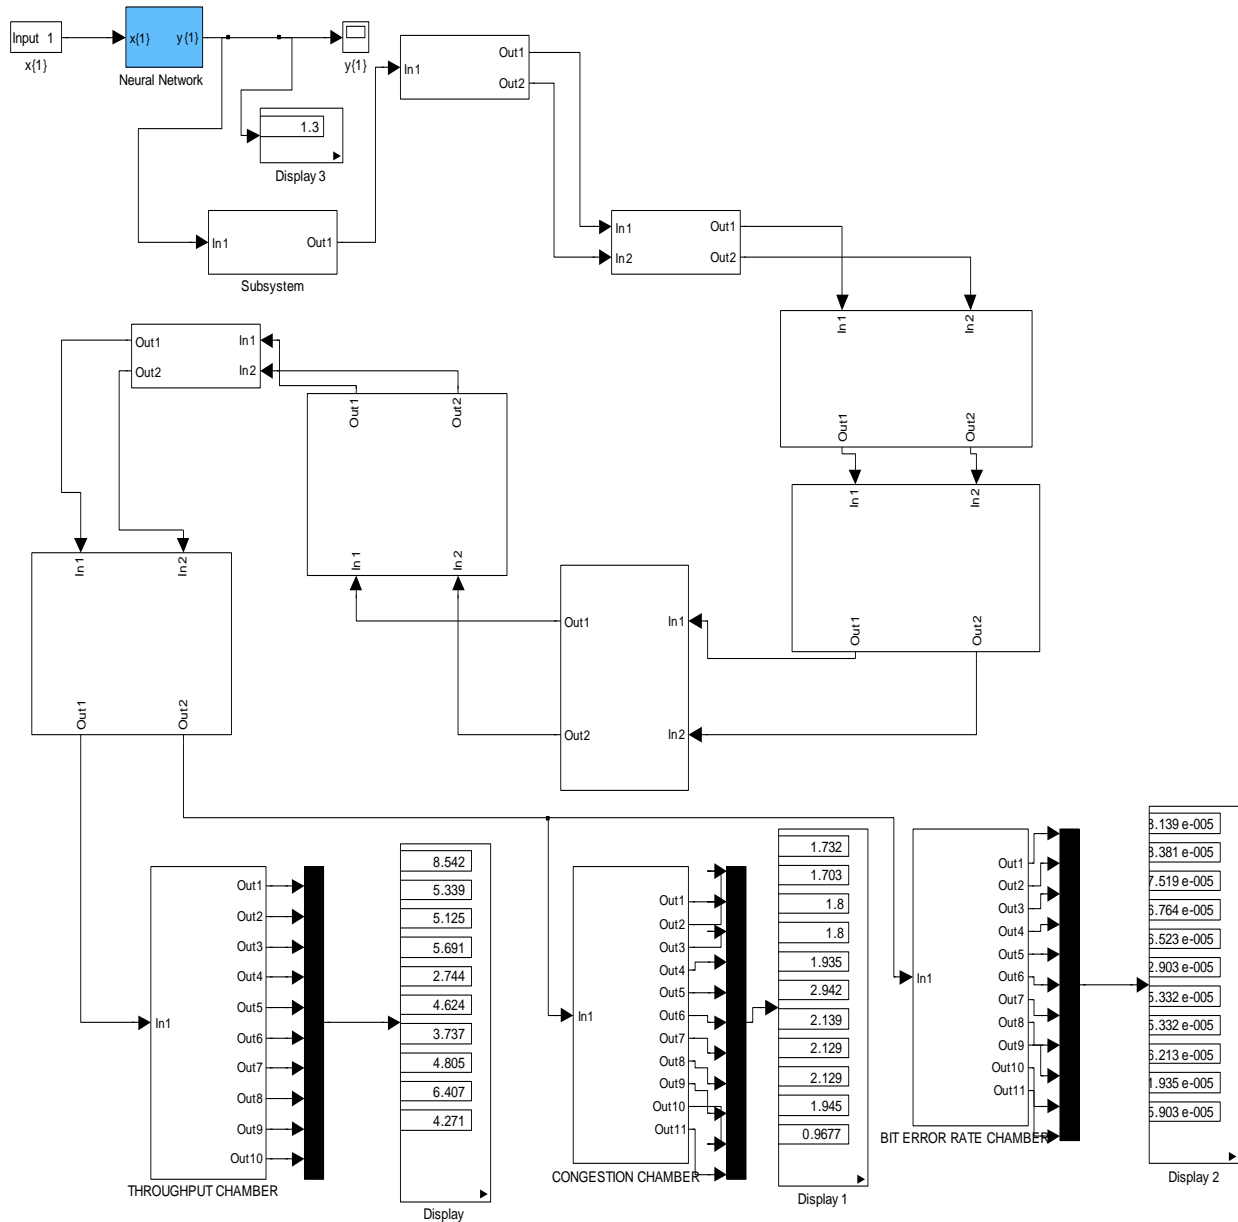 Input 1
x{1}
x{1}
y{1}
Neural Network
y{1}
In1
Out1
Out2
1.3
Display 3
In1
Out1
Subsystem
In1
In2
Out1
Out2
In1
In2
Out1
Out2
Out1
Out2
In1
In2
Out1
Out2
In1
In2
In1
In2
Out1
Out2
In1
In2
Out1
Out2
Out1
Out2
In1
In2
In1
Out1
Out2
Out3
Out4
Out5
Out6
Out7
Out8
Out9
Out10
THROUGHPUT CHAMBER
8.542
5.339
5.125
5.691
2.744
4.624
3.737
4.805
6.407
4.271
Display
In1
Out1
Out2
Out3
Out4
Out5
Out6
Out7
Out8
Out9
Out10
Out11
CONGESTION CHAMBER
1.732
1.703
1.8
1.8
1.935
2.942
2.139
2.129
2.129
1.945
0.9677
Display 1
In1
Out1
Out2
Out3
Out4
Out5
Out6
Out7
Out8
Out9
Out10
Out11
BIT ERROR RATE CHAMBER
.139 e-005
.381 e-005
7.519 e-005
.764 e-005
.523 e-005
2.903 e-005
5.332 e-005
5.332 e-005
.213 e-005
1.935 e-005
5.903 e-005
Display 2